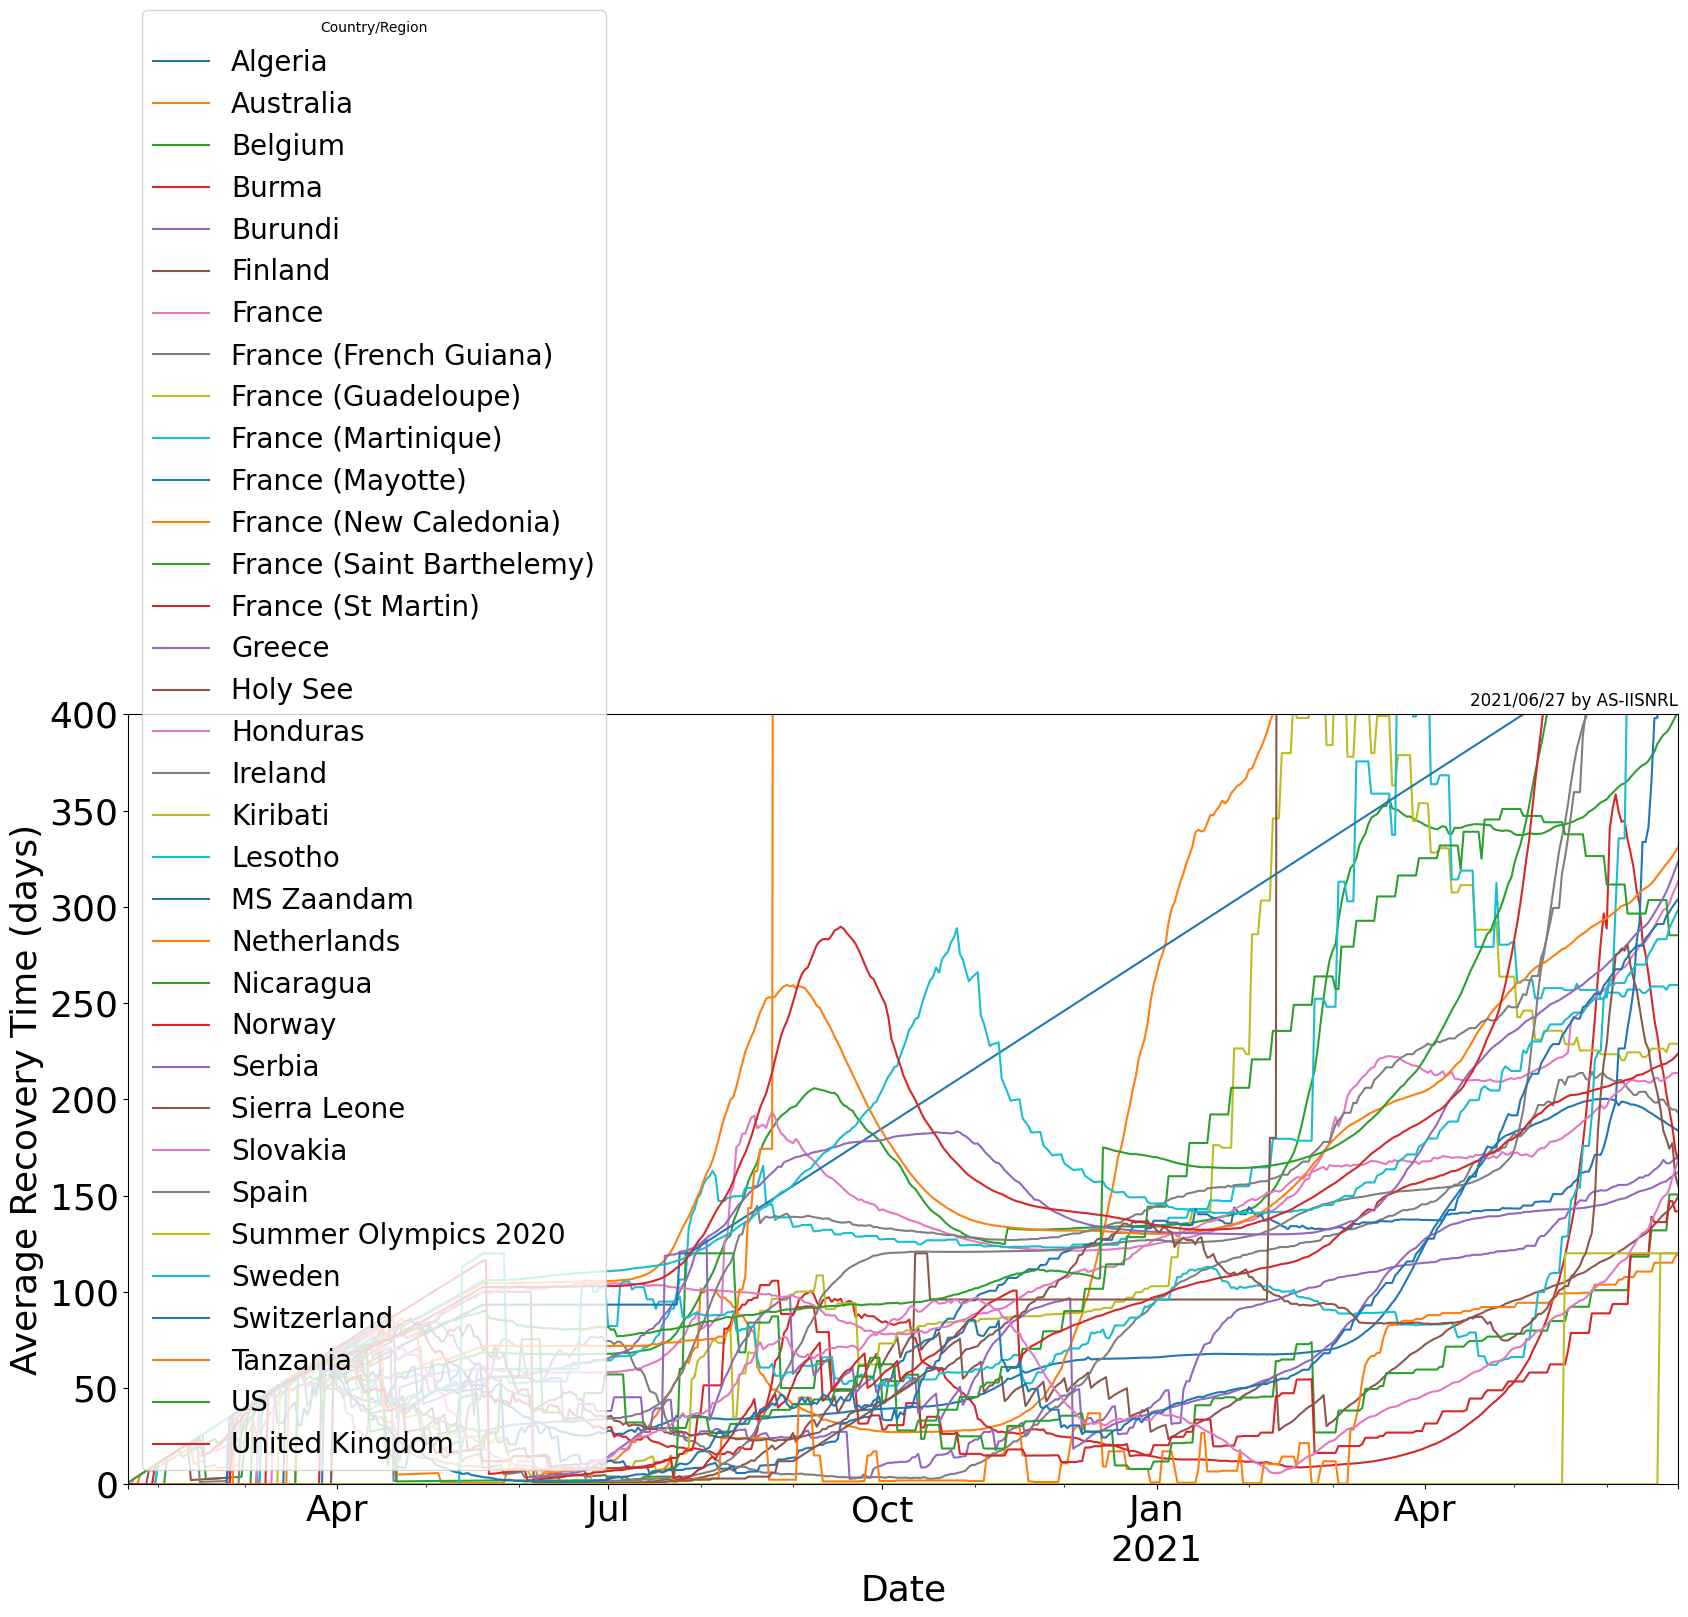 Country/Region
Algeria
Australia
Belgium
Burma
Burundi
Finland
France
France (French Guiana)
France (Guadeloupe)
France (Martinique)
France (Mayotte)
France (New Caledonia)
France (Saint Barthelemy)
France (St Martin)
Greece
Holy See
Honduras
Ireland
Kiribati
Lesotho
MS Zaandam
Netherlands
Nicaragua
Norway
Serbia
Sierra Leone
Slovakia
Spain
Summer Olympics 2020
Sweden
Switzerland
Tanzania
US
United Kingdom
2021/06/27 by AS-IISNRL
Average Recovery Time (days)
400
350
300
250
200
150
100
50
0
Apr Jul Oct Jan Apr
2021
Date